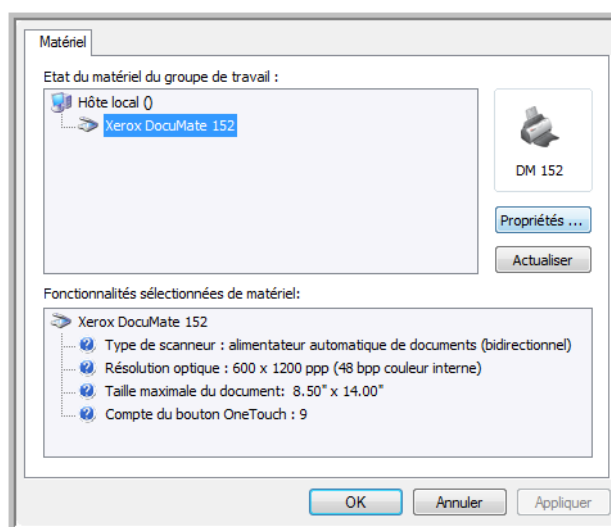 Matériel
Etat du matériel du groupe de travail :
Hôte local ()
Xerox DocuMate 152
DM 152
Propriétés ...
Actualiser
Fonctionnalités sélectionnées de matériel:
Xerox DocuMate 152
Type de scanneur : alimentateur automatique de documents (bidirectionnel)
Résolution optique : 600 x 1200 ppp (48 bpp couleur interne)
Taille maximale du document: 8.50" x 14.00"
Compte du bouton OneTouch : 9
OK Annuler Appliquer